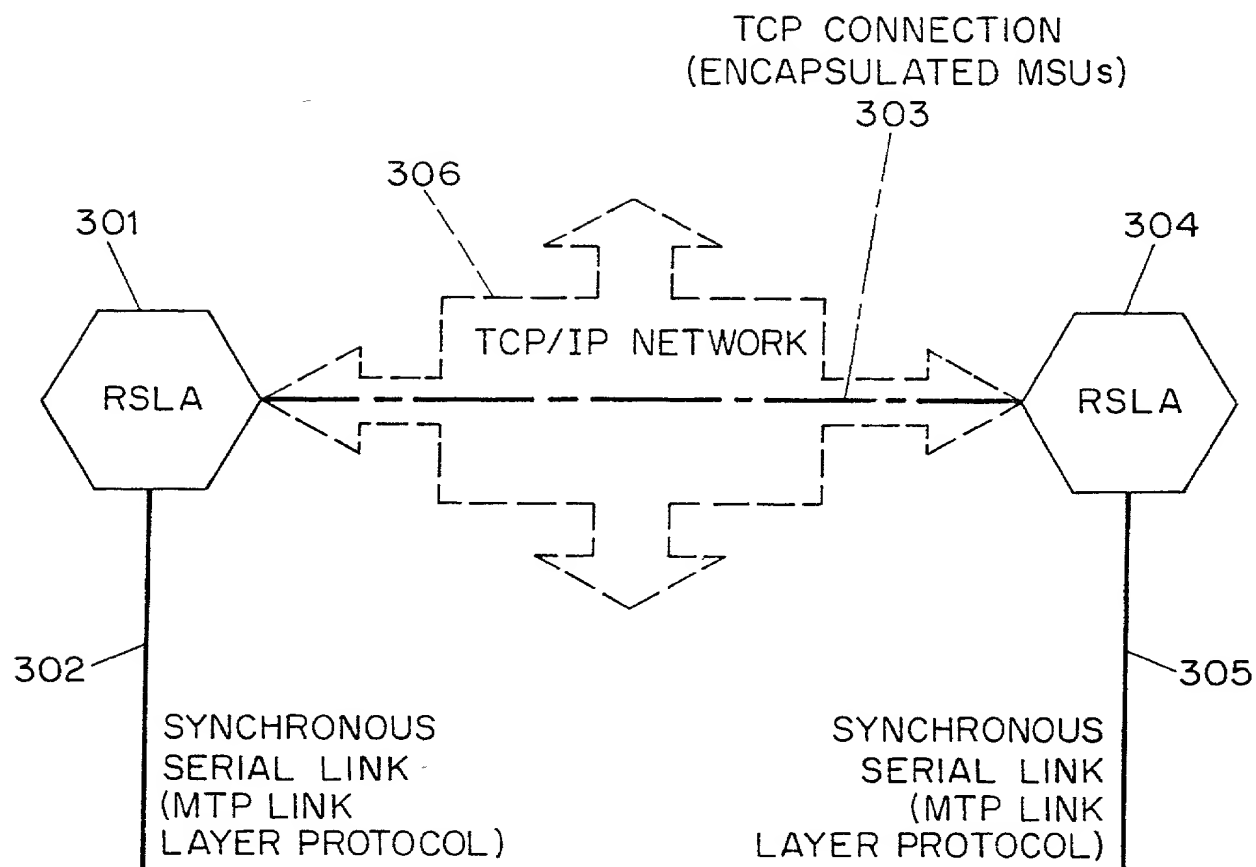 TCP CONNECTION
(ENCAPSULATED MSUs)
303
306
301
304
TCP/IP NETWORK
RSLA
RSLA
302
305
SYNCHRONOUS
SERIAL LINK
(MTP LINK
LAYER PROTOCOL)
SYNCHRONOUS
SERIAL LINK
(MTP LINK
LAYER PROTOCOL)